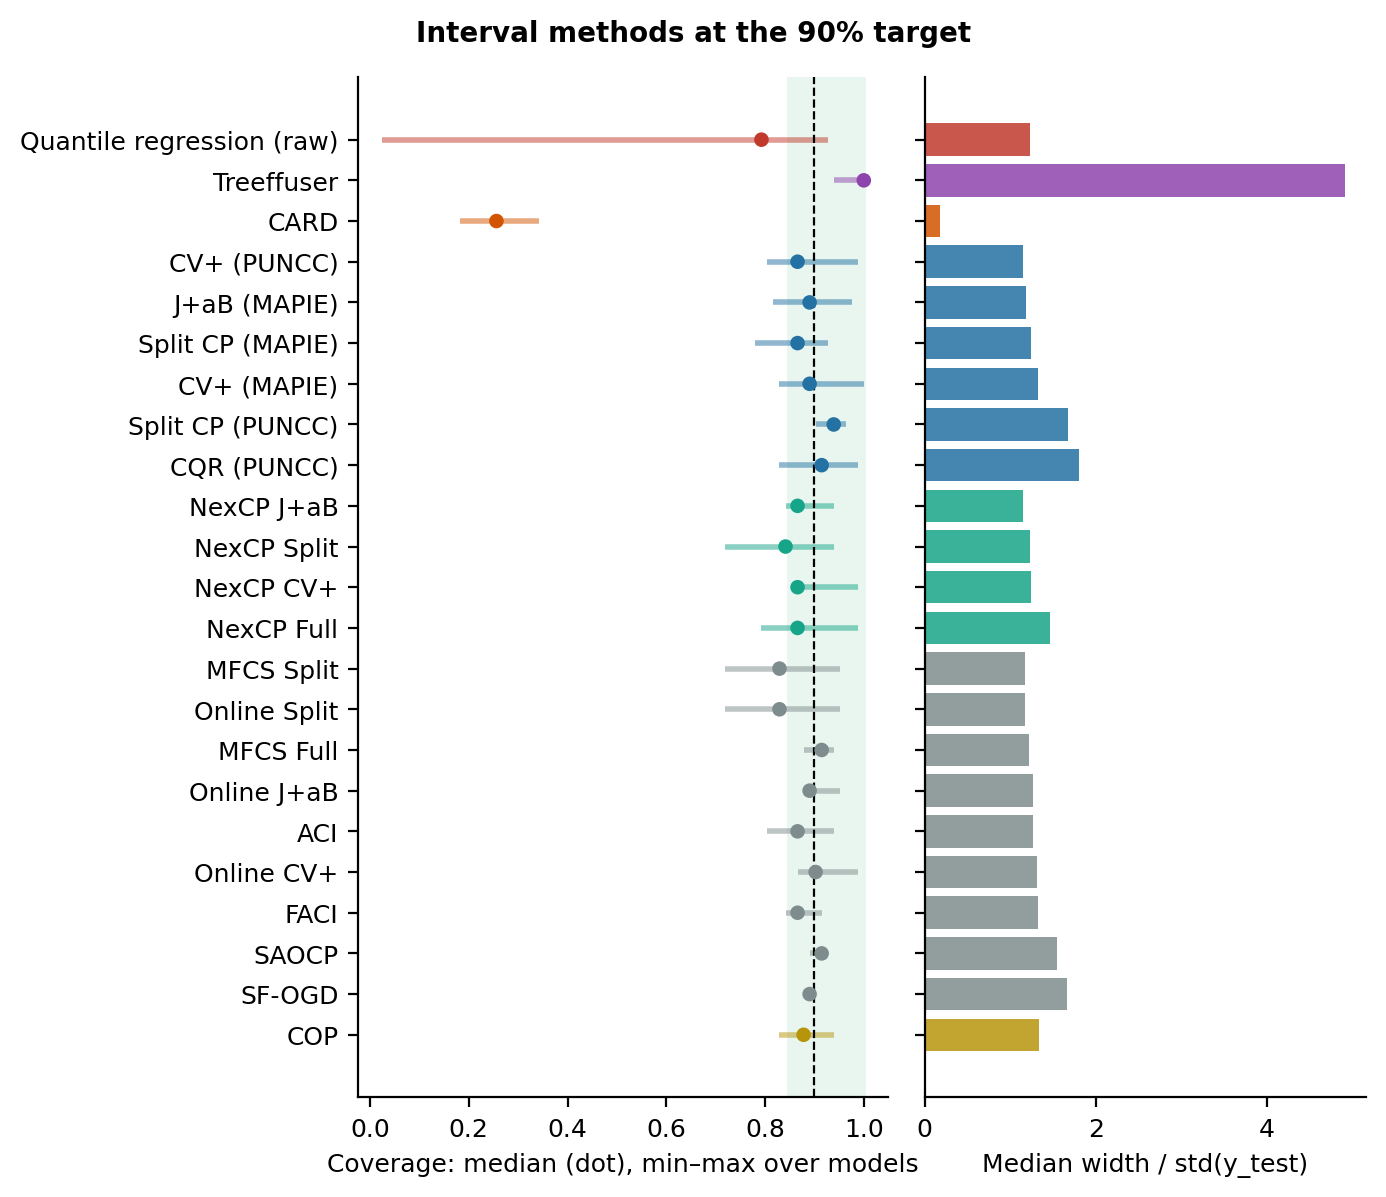 Interval methods at the 90% target
Quantile regression (raw)
Treeffuser
CARD
CV+ (PUNCC)
J+aB (MAPIE)
Split CP (MAPIE)
CV+ (MAPIE)
Split CP (PUNCC)
CQR (PUNCC)
NexCP J+aB
NexCP Split
NexCP CV+
NexCP Full
MFCS Split
Online Split
MFCS Full
Online J+aB
ACI
Online CV+
FACI
SAOCP
SF-OGD
COP
0.0 0.2 0.4 0.6 0.8 1.0
Coverage: median (dot), min–max over models
0 2 4
Median width / std(y_test)